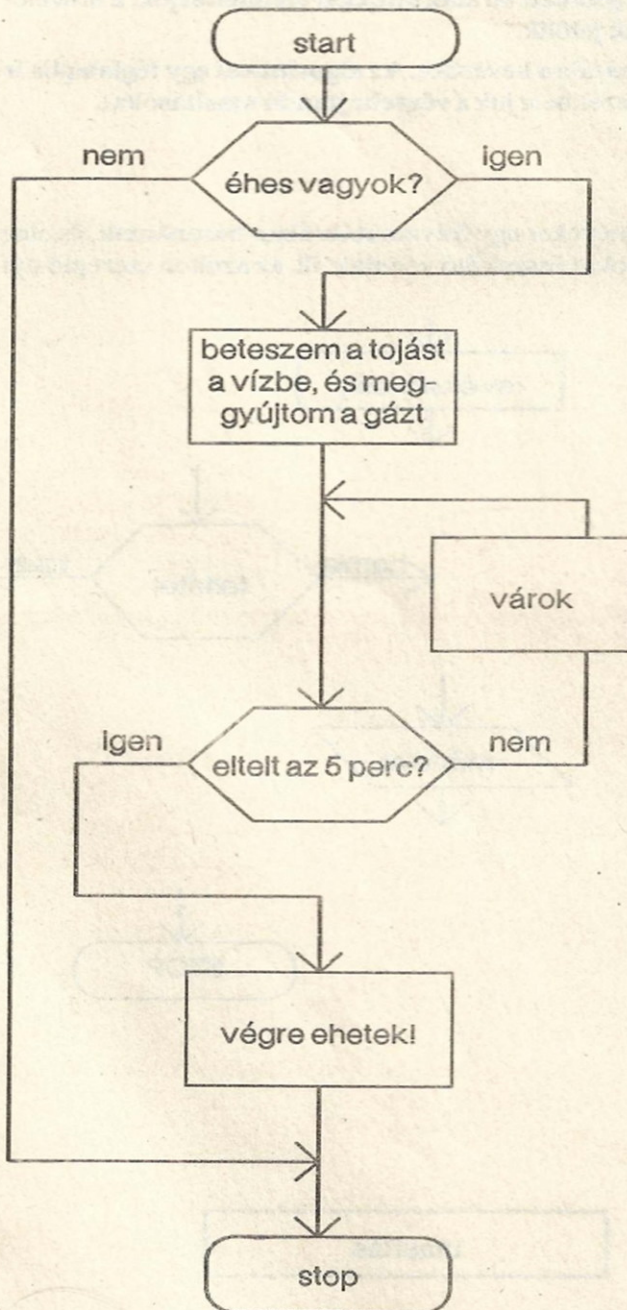 start
nem
igen
éhes vagyok?
beteszem a tojást
a vízbe, és meg-
gyújtom a gázt
várok
igen
nem
eltelt az 5 perc?
végre ehetek!
stop